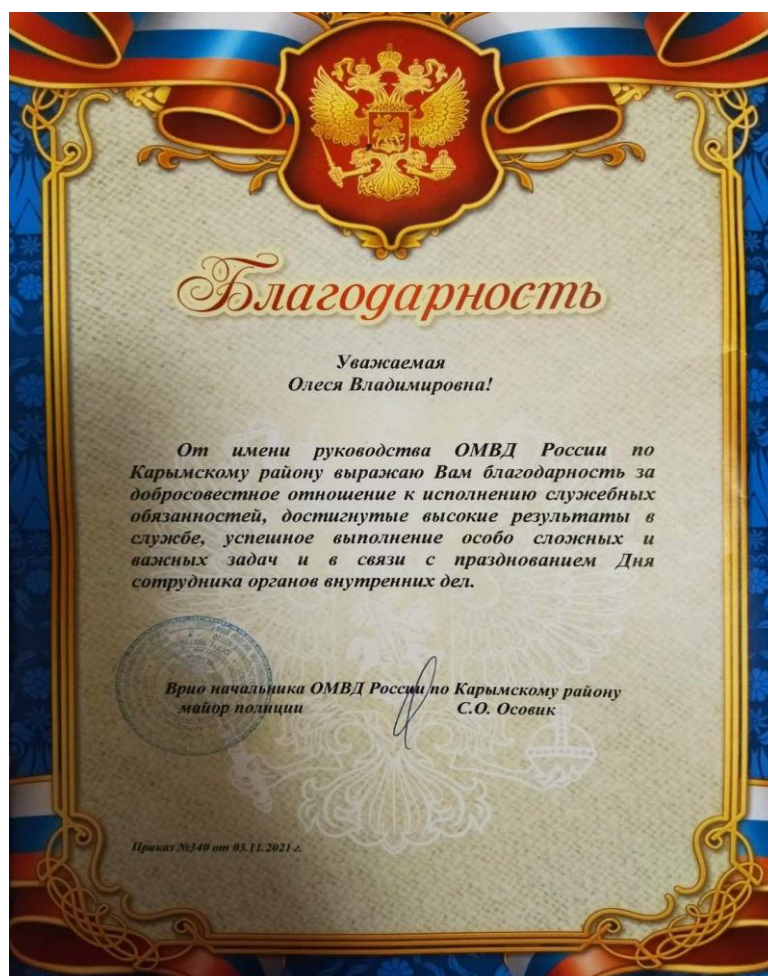 Благодарность
Уважаемая
Олеся Владимировна!
От имени руководства ОМВД России по
Карымскому району выражаю Вам благодарность за
добросовестное отношение к исполнению служебных
обязанностей, достигнутые высокие результаты в
службе, успешное выполнение особо сложных и
важных задач и в связи с празднованием Дня
сотрудника органов внутренних дел.
Врио начальника ОМВД России по Карымскому району
майор полиции С.О. Осовик
Приказ №340 от 03.11.2021 г.